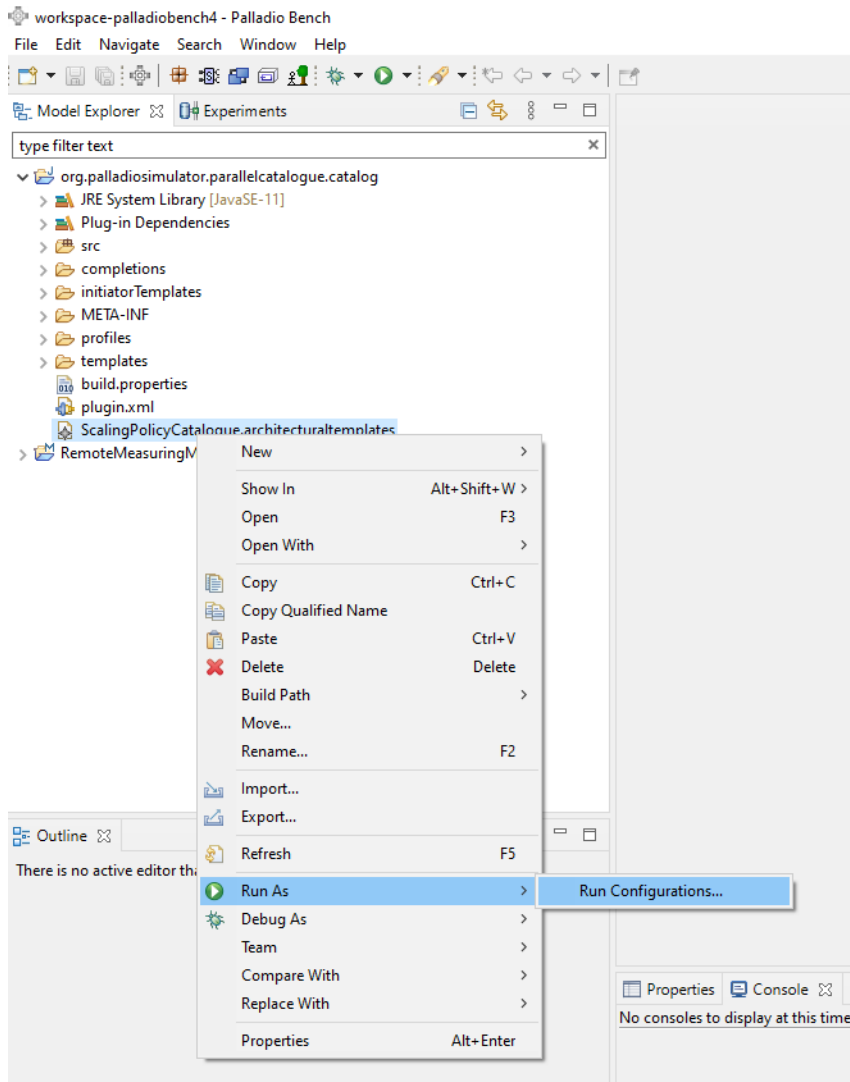 workspace-palladiobench4 - Palladio Bench
File Edit Navigate Search Window Help
Model Explorer Experiments
type filter text
org.palladiosimulator.parallelcatalogue.catalog
JRE System Library [JavaSE-11]
Plug-in Dependencies
src
completions
initiatorTemplates
META-INF
profiles
templates
build.properties
plugin.xml
ScalingPolicyCatalogue.architecturaltemplates
RemoteMeasuringM
New
Show In Alt+Shift+W >
Open F3
Open With
Copy Ctrl+C
Copy Qualified Name
Paste Ctrl+V
Delete Delete
Build Path
Move...
Rename... F2
Import...
Export...
Refresh F5
Run As
Run Configurations...
Debug As
Team
Compare With
Replace With
Properties Alt+Enter
Outline
There is no active editor tha
Properties Console
No consoles to display at this time